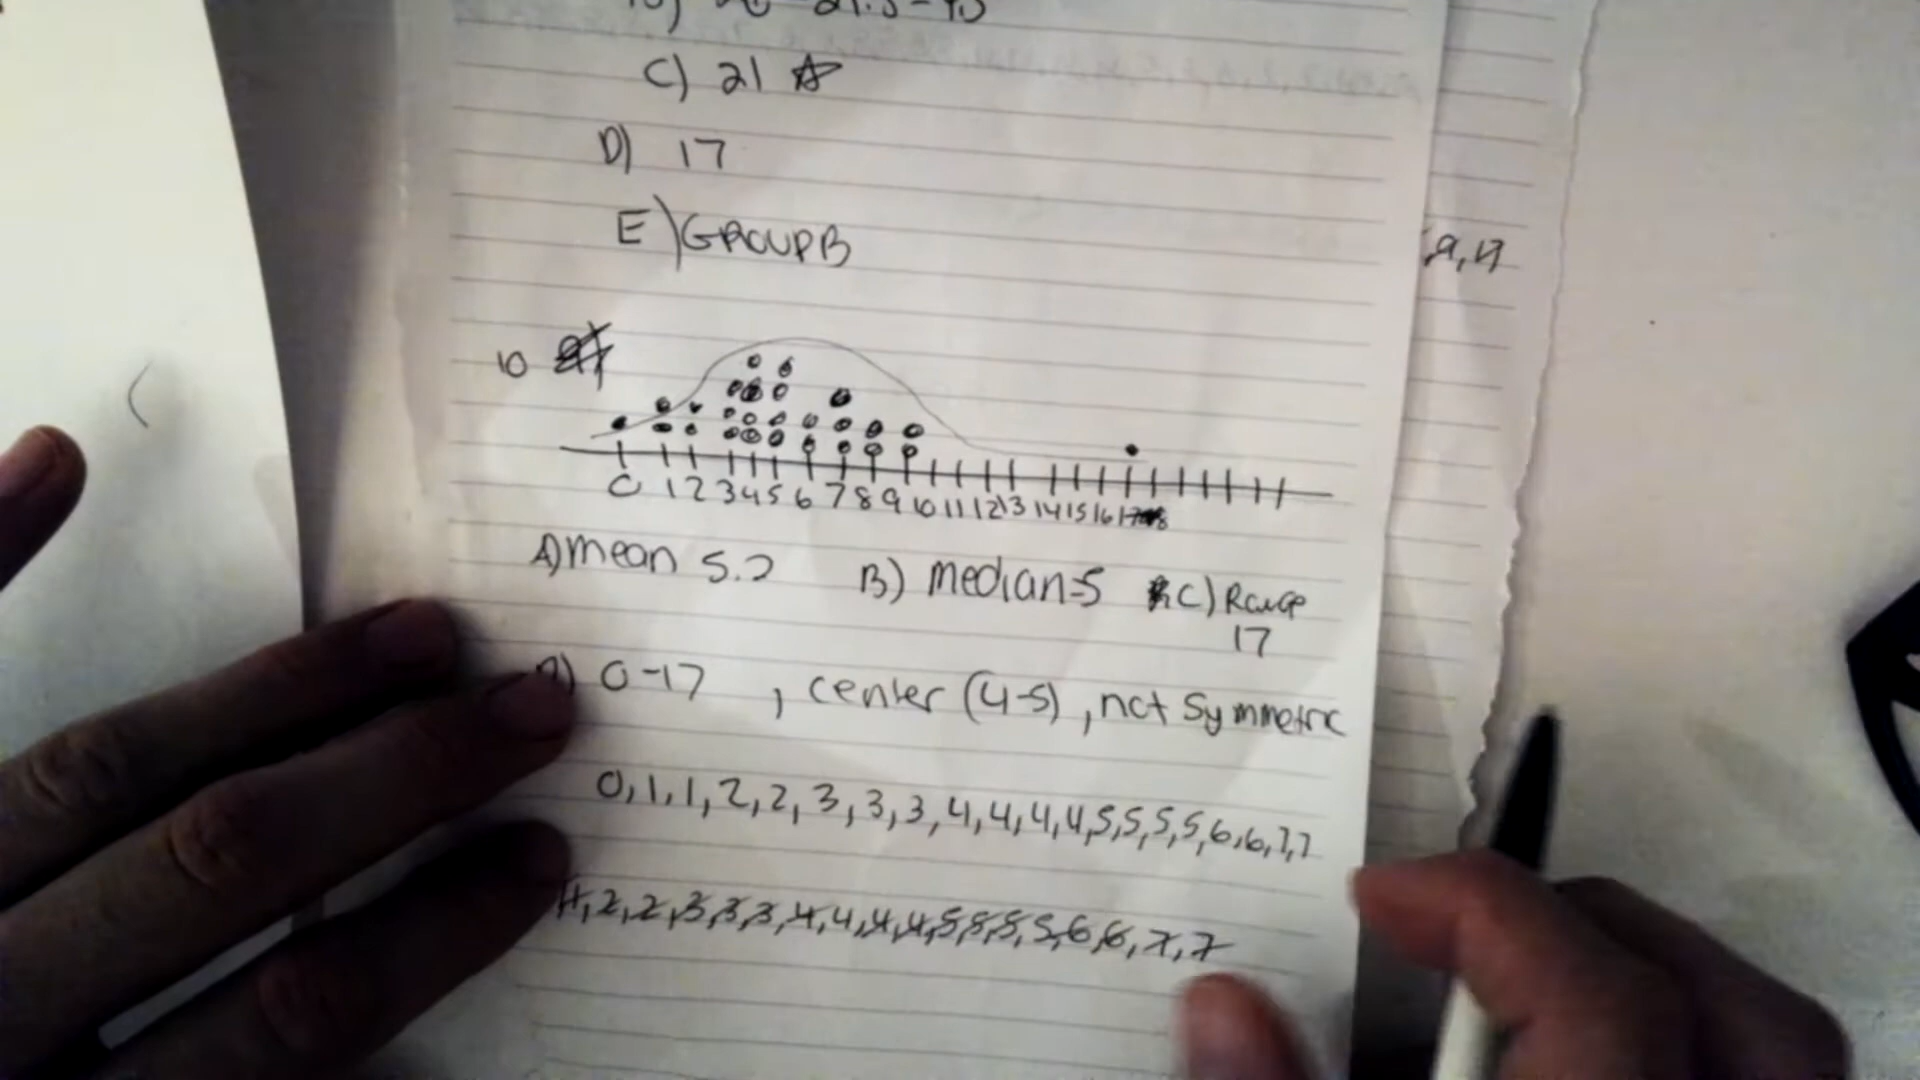 C) 21
D) 17
E) GROUP B
9, 17
10
0 1 2 3 4 5 6 7 8 9 10 11 12 13 14 15 16 17 18
A) mean 5.2 B) median=5 C) Range
17
D) 0-17, center (4-5), not Symmetric
0,1,1,2,2,3,3,3,4,4,4,4,5,5,5,5,6,6,7,7
1,2,2,3,3,3,4,4,4,4,5,5,5,5,6,6,7,7